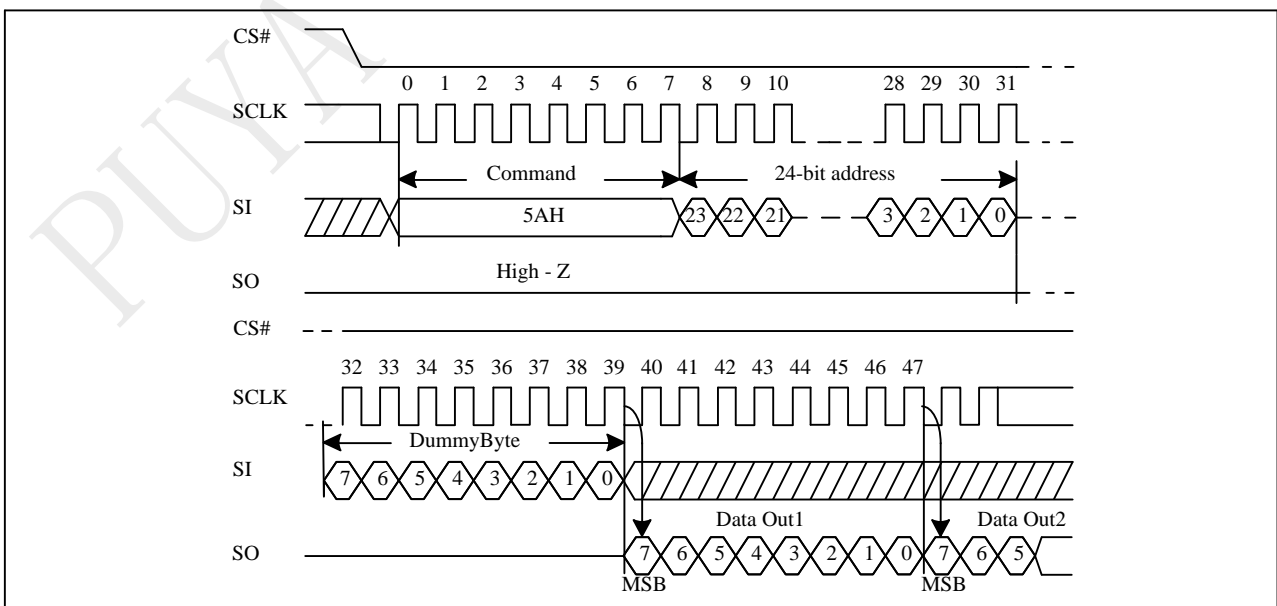 PUYA
CS#
0 1 2 3 4 5 6 7 8 9 10 28 29 30 31
SCLK
Command 24-bit address
SI 5AH 23 22 21 3 2 1 0
High - Z
SO
CS#
32 33 34 35 36 37 38 39 40 41 42 43 44 45 46 47
SCLK
DummyByte
SI 7 6 5 4 3 2 1 0
Data Out1 Data Out2
SO 7 6 5 4 3 2 1 0 7 6 5
MSB MSB